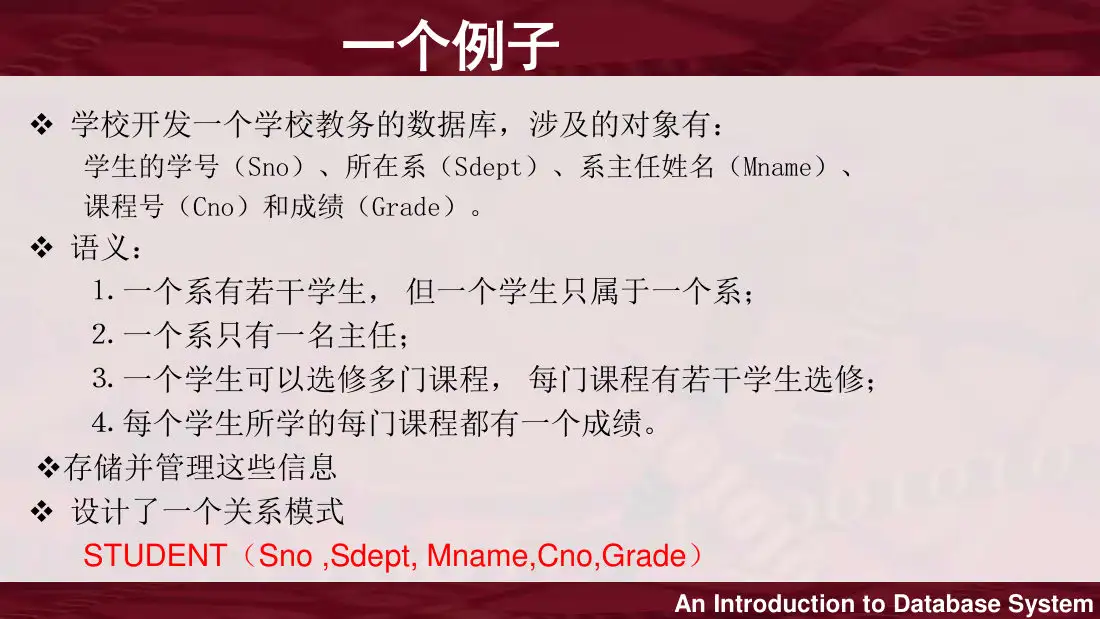 一个例子
❖ 学校开发一个学校教务的数据库，涉及的对象有：
学生的学号（Sno）、所在系（Sdept）、系主任姓名（Mname）、
课程号（Cno）和成绩（Grade）。
❖ 语义：
1. 一个系有若干学生， 但一个学生只属于一个系；
2. 一个系只有一名主任；
3. 一个学生可以选修多门课程， 每门课程有若干学生选修；
4. 每个学生所学的每门课程都有一个成绩。
❖存储并管理这些信息
❖ 设计了一个关系模式
STUDENT（Sno ,Sdept, Mname,Cno,Grade）
An Introduction to Database System